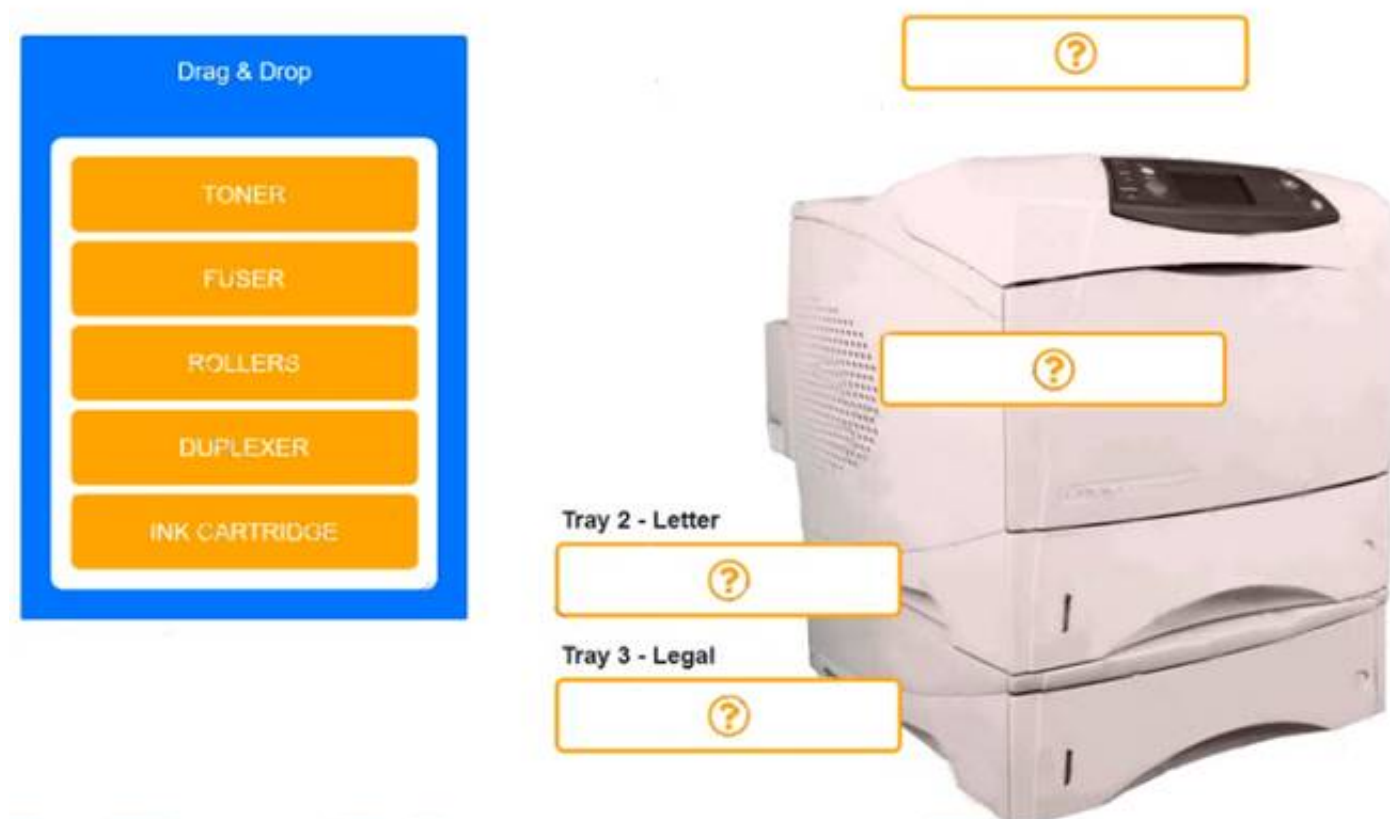 Drag & Drop
TONER
FUSER
ROLLERS
DUPLEXER
INK CARTRIDGE
?
?
Tray 2 - Letter
?
Tray 3 - Legal
?